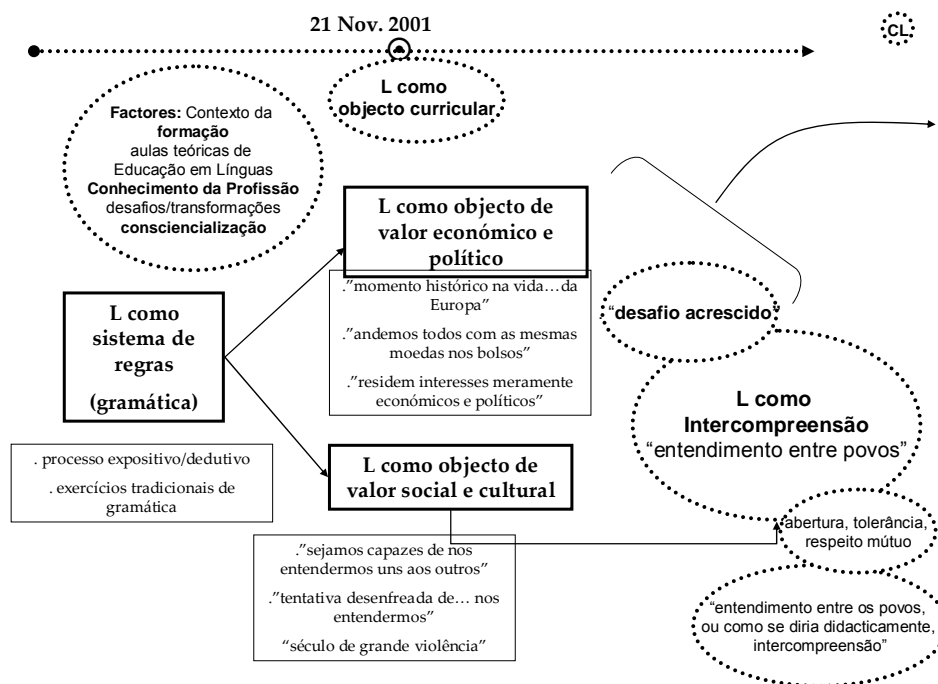 21 Nov. 2001
CL
L como
objecto curricular
Factores: Contexto da
formação
aulas teóricas de
Educação em Línguas
Conhecimento da Profissão
desafios/transformações
consciencialização
L como objecto de
valor económico e
político
.”momento histórico na vida…da
Europa”
.”andemos todos com as mesmas
moedas nos bolsos”
.”residem interesses meramente
económicos e políticos”
L como
sistema de
regras
(gramática)
. processo expositivo/dedutivo
. exercícios tradicionais de
gramática
L como objecto de
valor social e cultural
.”sejamos capazes de nos
entendermos uns aos outros”
.”tentativa desenfreada de… nos
entendermos”
“século de grande violência”
. “desafio acrescido”
L como
Intercompreensão
“entendimento entre povos”
abertura, tolerância,
respeito mútuo
“entendimento entre os povos,
ou como se diria didacticamente,
intercompreensão”